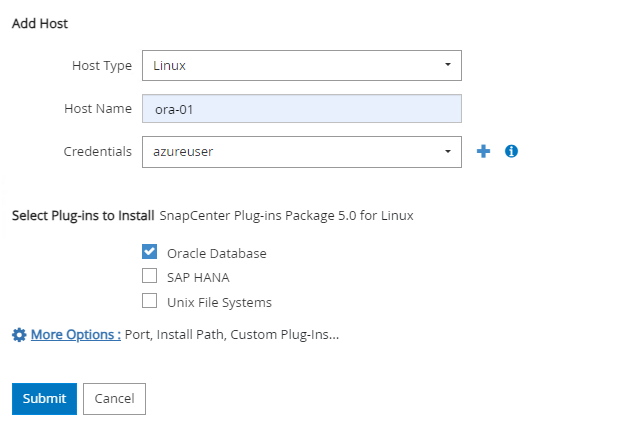 Add Host
Host Type Linux
Host Name ora-01
Credentials azureuser
Select Plug-ins to Install SnapCenter Plug-ins Package 5.0 for Linux
Oracle Database
SAP HANA
Unix File Systems
More Options : Port, Install Path, Custom Plug-Ins...
Submit Cancel